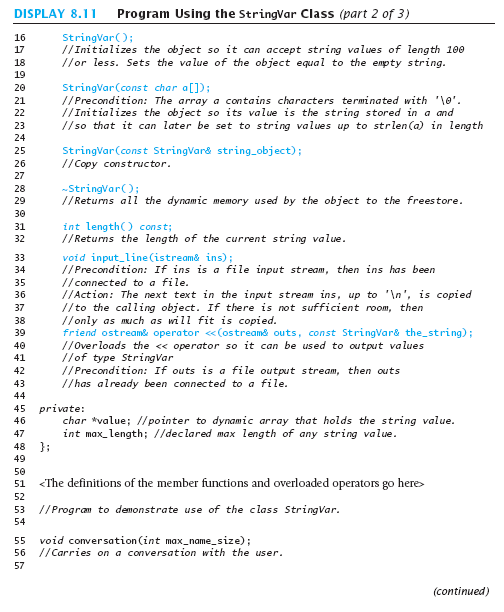 DISPLAY 8.11 Program Using the StringVar Class (part 2 of 3)
16 StringVar();
17 //Initializes the object so it can accept string values of length 100
18 //or less. Sets the value of the object equal to the empty string.
19
20 StringVar(const char a[]);
21 //Precondition: The array a contains characters terminated with '\0'.
22 //Initializes the object so its value is the string stored in a and
23 //so that it can later be set to string values up to strlen(a) in length
24
25 StringVar(const StringVar& string_object);
26 //Copy constructor.
27
28 ~StringVar();
29 //Returns all the dynamic memory used by the object to the freestore.
30
31 int length() const;
32 //Returns the length of the current string value.
33 void input_line(istream& ins);
34 //Precondition: If ins is a file input stream, then ins has been
35 //connected to a file.
36 //Action: The next text in the input stream ins, up to '\n', is copied
37 //to the calling object. If there is not sufficient room, then
38 //only as much as will fit is copied.
39 friend ostream& operator <<(ostream& outs, const StringVar& the_string);
40 //Overloads the << operator so it can be used to output values
41 //of type StringVar
42 //Precondition: If outs is a file output stream, then outs
43 //has already been connected to a file.
44
45 private:
46 char *value; //pointer to dynamic array that holds the string value.
47 int max_length; //declared max length of any string value.
48 };
49
50
51 <The definitions of the member functions and overloaded operators go here>
52
53 //Program to demonstrate use of the class StringVar.
54
55 void conversation(int max_name_size);
56 //Carries on a conversation with the user.
57
(continued)